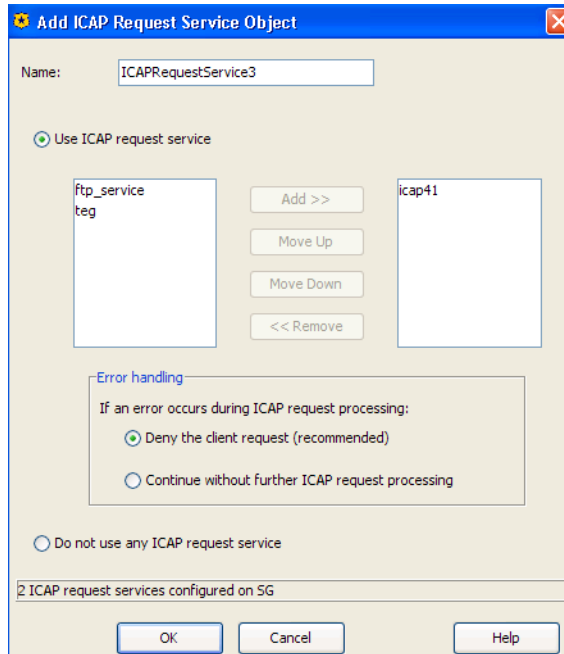 Add ICAP Request Service Object
Name: ICAPRequestService3
Use ICAP request service
ftp_service
teg
Add >>
Move Up
Move Down
<< Remove
icap41
Error handling
If an error occurs during ICAP request processing:
Deny the client request (recommended)
Continue without further ICAP request processing
Do not use any ICAP request service
2 ICAP request services configured on SG
OK Cancel Help